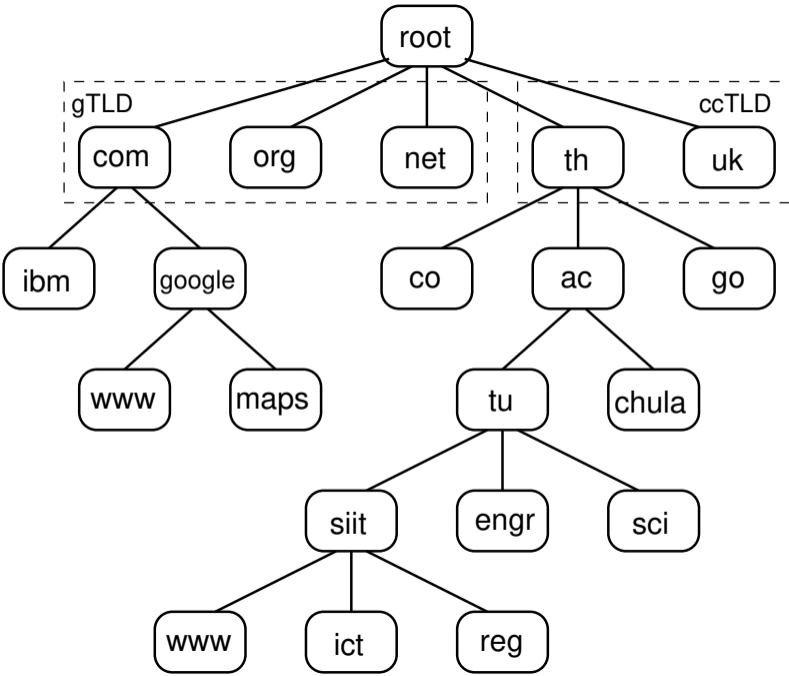 root
gTLD
ccTLD
com
org
net
th
uk
ibm
google
co
ac
go
www
maps
tu
chula
siit
engr
sci
www
ict
reg